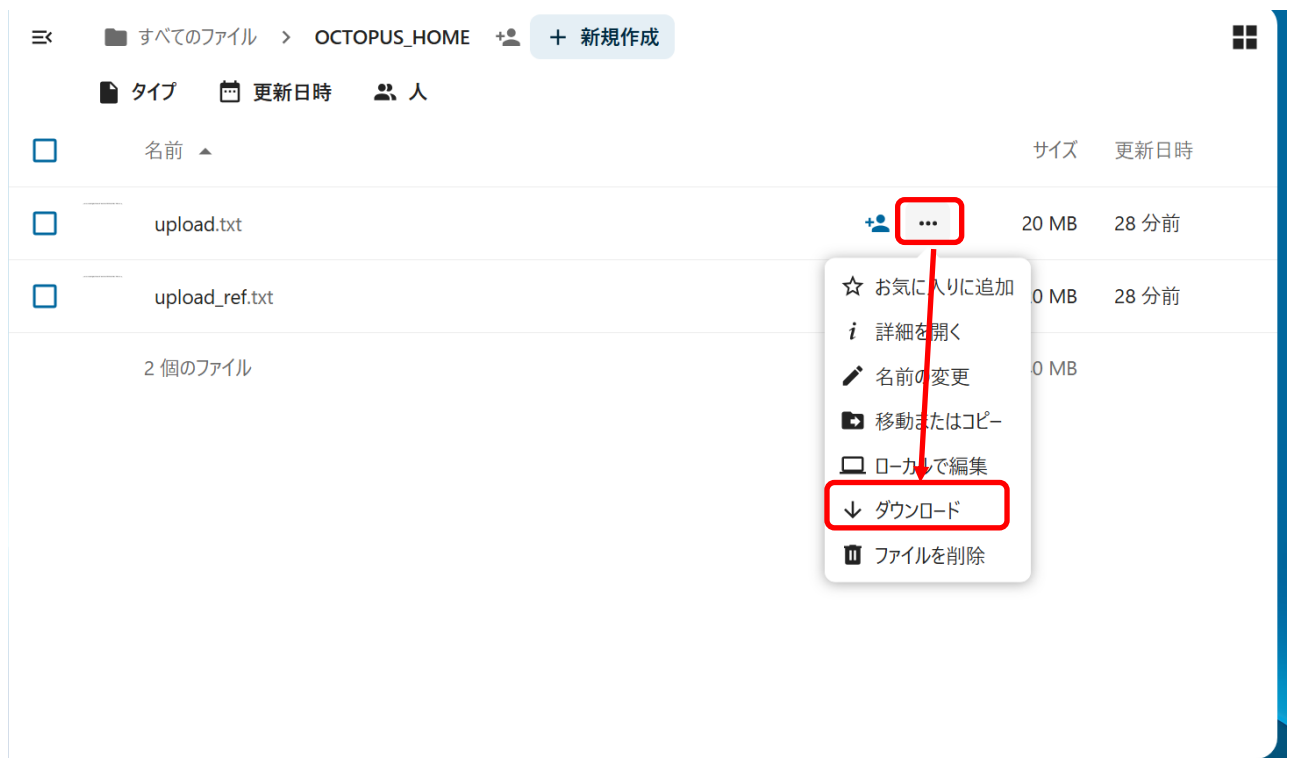 すべてのファイル > OCTOPUS_HOME + 新規作成
タイプ 更新日時 人
名前 サイズ 更新日時
upload.txt ... 20 MB 28 分前
upload_ref.txt 0 MB 28 分前
2 個のファイル 0 MB
お気に入りに追加
詳細を開く
名前の変更
移動またはコピー
ローカルで編集
ダウンロード
ファイルを削除